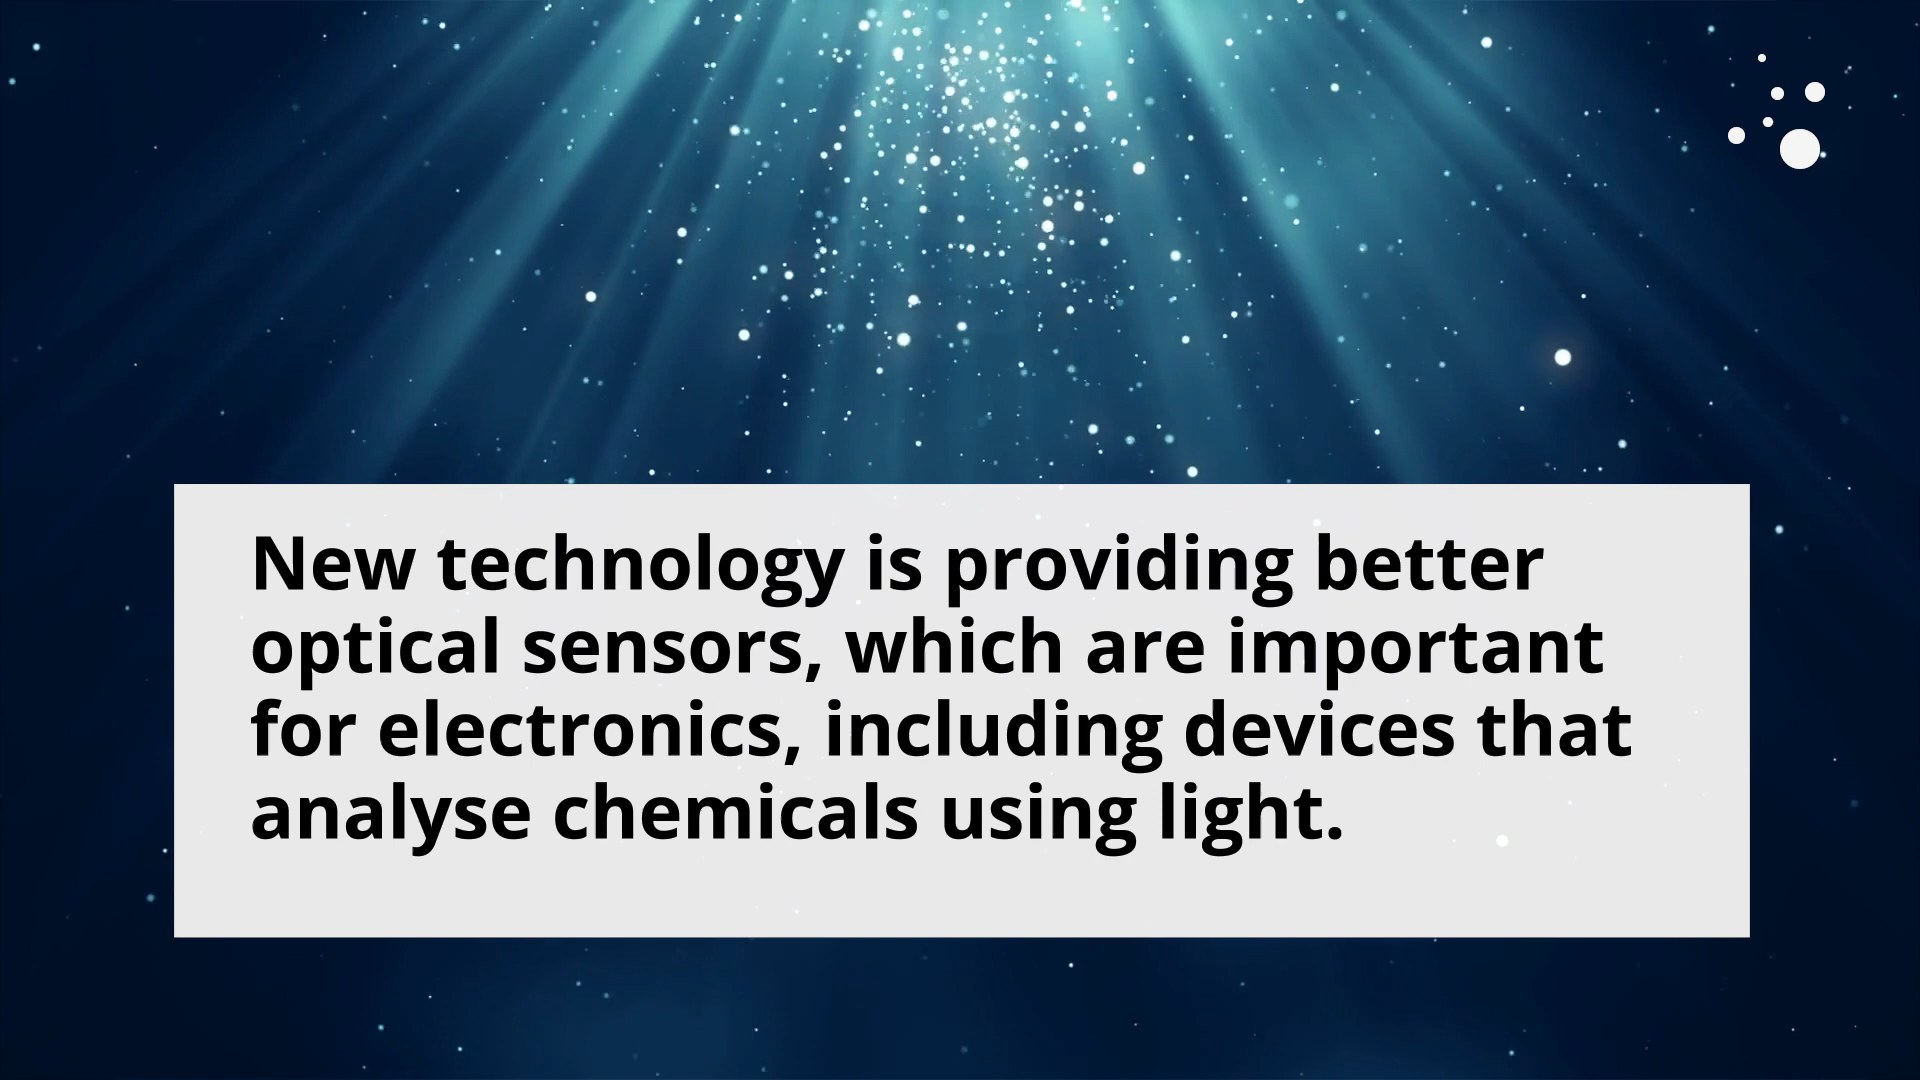 New technology is providing better
optical sensors, which are important
for electronics, including devices that
analyse chemicals using light.